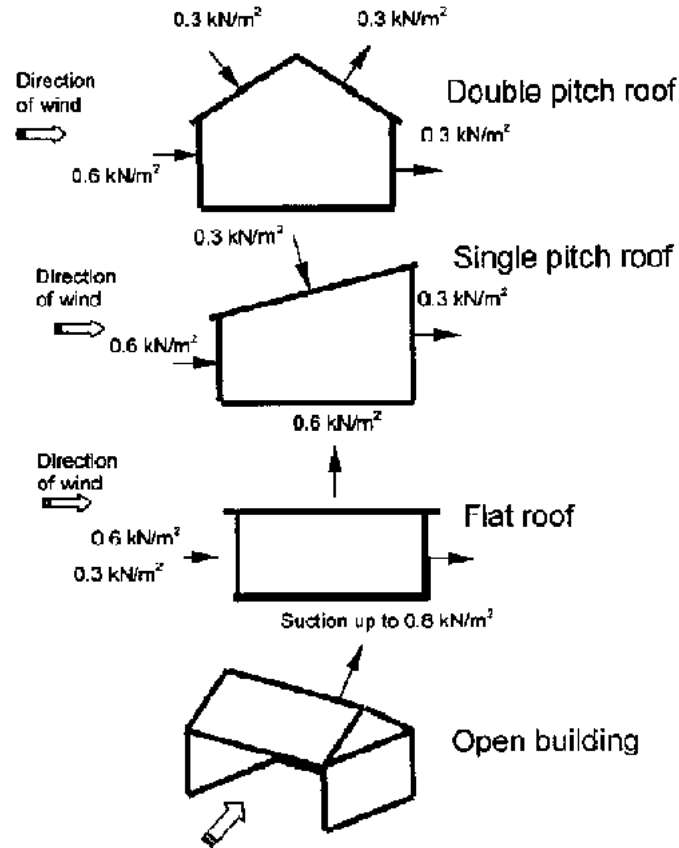 0.3 kN/m²
0.3 kN/m²
Direction
of wind
Double pitch roof
0.3 kN/m²
0.6 kN/m²
0.3 kN/m²
Single pitch roof
Direction
of wind
0.3 kN/m²
0.6 kN/m²
0.6 kN/m²
Direction
of wind
Flat roof
0.6 kN/m²
0.3 kN/m²
Suction up to 0.8 kN/m²
Open building